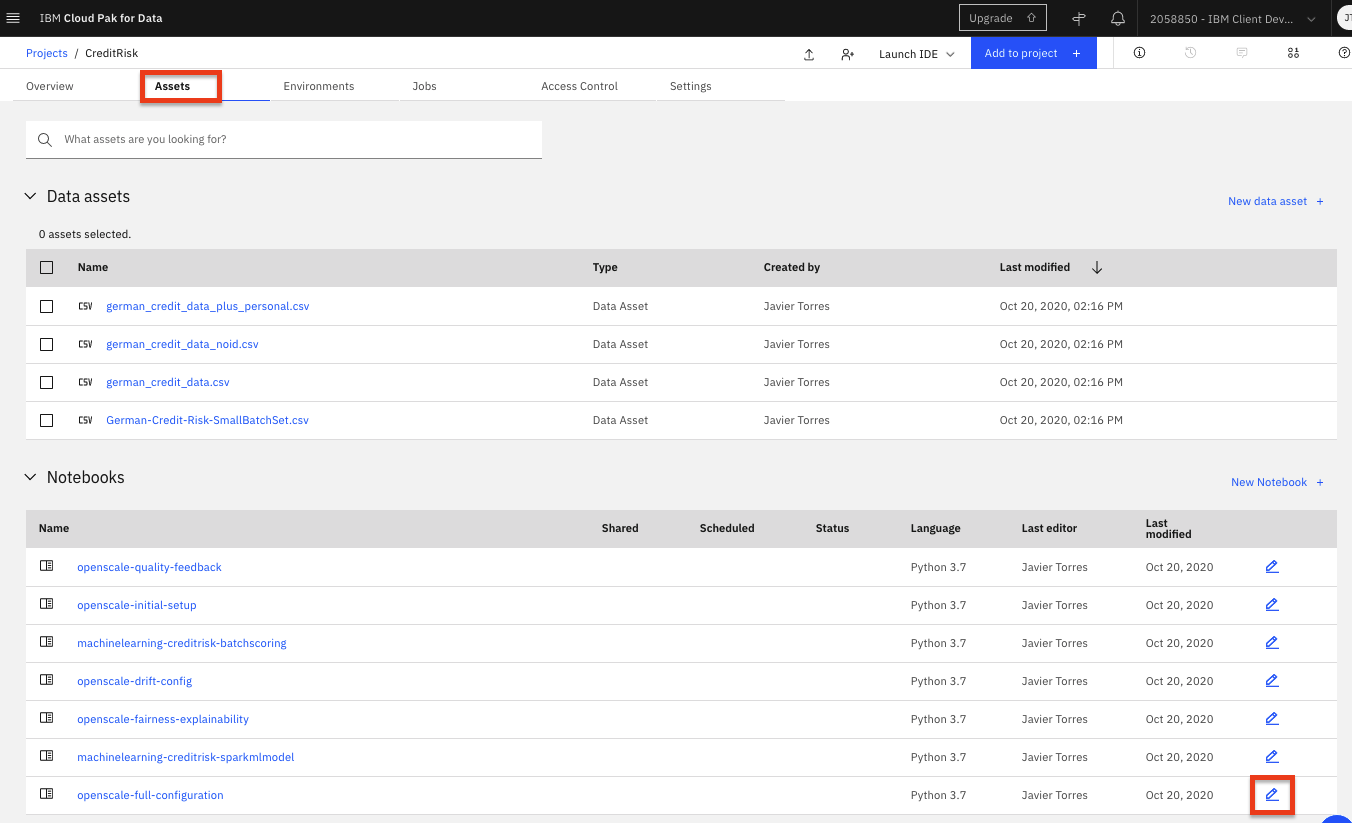 IBM Cloud Pak for Data
Upgrade
2058850 - IBM Client Dev...
JT
Projects / CreditRisk
Launch IDE
Add to project +
Overview
Assets
Environments
Jobs
Access Control
Settings
What assets are you looking for?
Data assets
New data asset +
0 assets selected.
Name Type Created by Last modified
CSV german_credit_data_plus_personal.csv Data Asset Javier Torres Oct 20, 2020, 02:16 PM
CSV german_credit_data_noid.csv Data Asset Javier Torres Oct 20, 2020, 02:16 PM
CSV german_credit_data.csv Data Asset Javier Torres Oct 20, 2020, 02:16 PM
CSV German-Credit-Risk-SmallBatchSet.csv Data Asset Javier Torres Oct 20, 2020, 02:16 PM
Notebooks
New Notebook +
Name Shared Scheduled Status Language Last editor Last
modified
openscale-quality-feedback Python 3.7 Javier Torres Oct 20, 2020
openscale-initial-setup Python 3.7 Javier Torres Oct 20, 2020
machinelearning-creditrisk-batchscoring Python 3.7 Javier Torres Oct 20, 2020
openscale-drift-config Python 3.7 Javier Torres Oct 20, 2020
openscale-fairness-explainability Python 3.7 Javier Torres Oct 20, 2020
machinelearning-creditrisk-sparkmlmodel Python 3.7 Javier Torres Oct 20, 2020
openscale-full-configuration Python 3.7 Javier Torres Oct 20, 2020